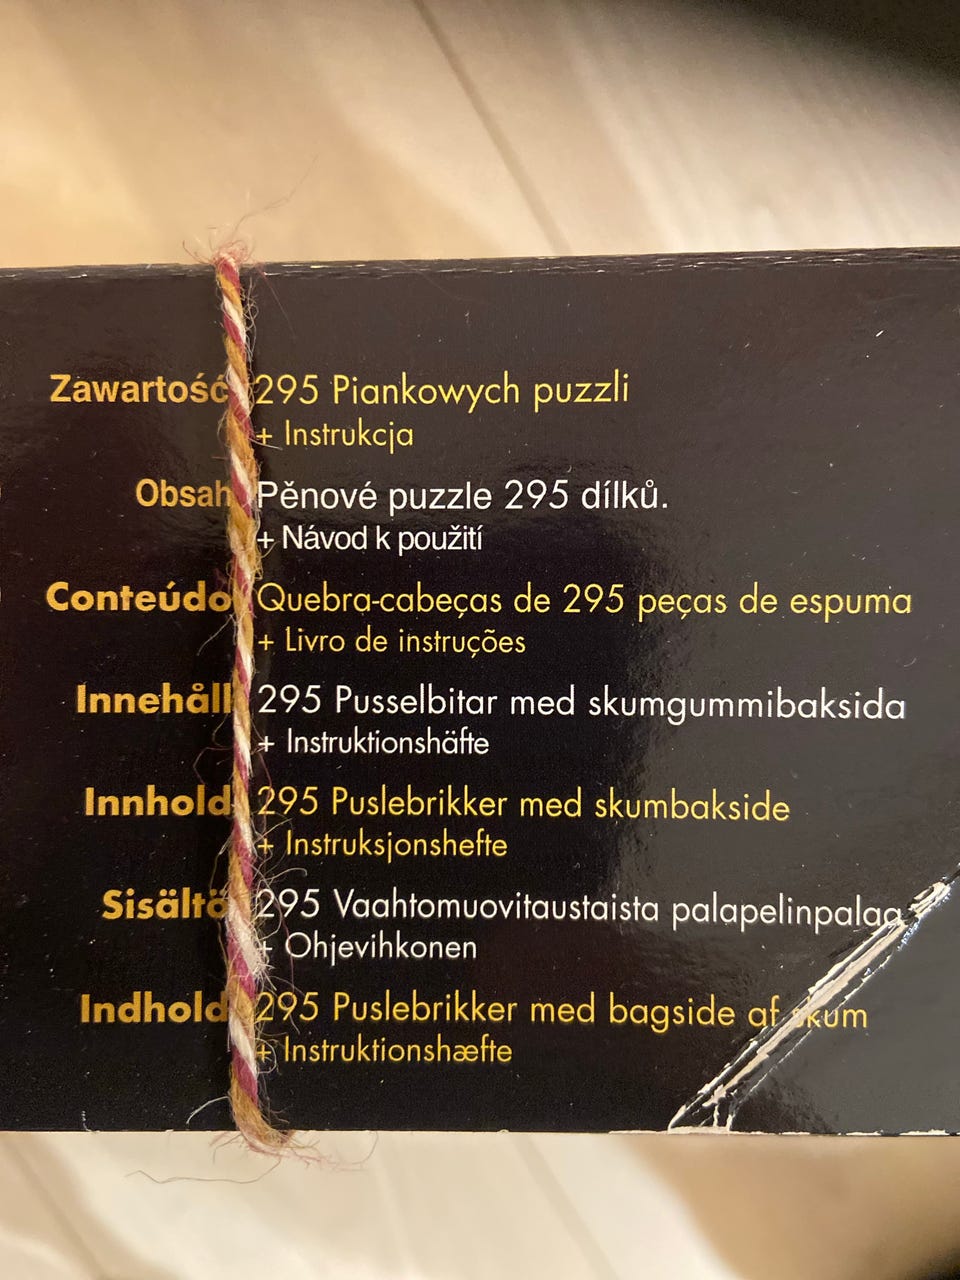 Zawartość 295 Piankowych puzzli
+ Instrukcja
Obsah Pěnové puzzle 295 dílků.
+ Návod k použití
Conteúdo Quebra-cabeças de 295 peças de espuma
+ Livro de instruções
Innehåll 295 Pusselbitar med skumgummibaksida
+ Instruktionshäfte
Innhold 295 Puslebrikker med skumbakside
+ Instruksjonshefte
Sisältö 295 Vaahtomuovitaustaista palapelinpalaa
+ Ohjevihkonen
Indhold 295 Puslebrikker med bagside af skum
+ Instruktionshæfte